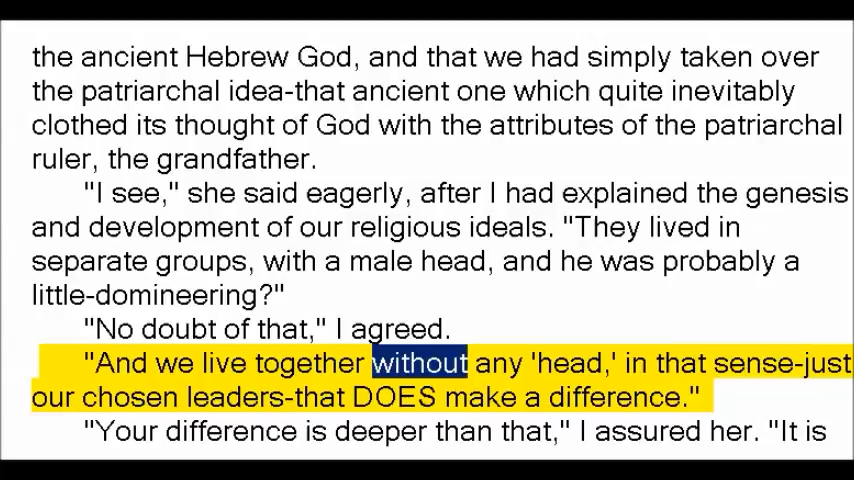 the ancient Hebrew God, and that we had simply taken over
the patriarchal idea-that ancient one which quite inevitably
clothed its thought of God with the attributes of the patriarchal
ruler, the grandfather.
"I see," she said eagerly, after I had explained the genesis
and development of our religious ideals. "They lived in
separate groups, with a male head, and he was probably a
little-domineering?"
"No doubt of that," I agreed.
"And we live together without any 'head,' in that sense-just
our chosen leaders-that DOES make a difference."
"Your difference is deeper than that," I assured her. "It is